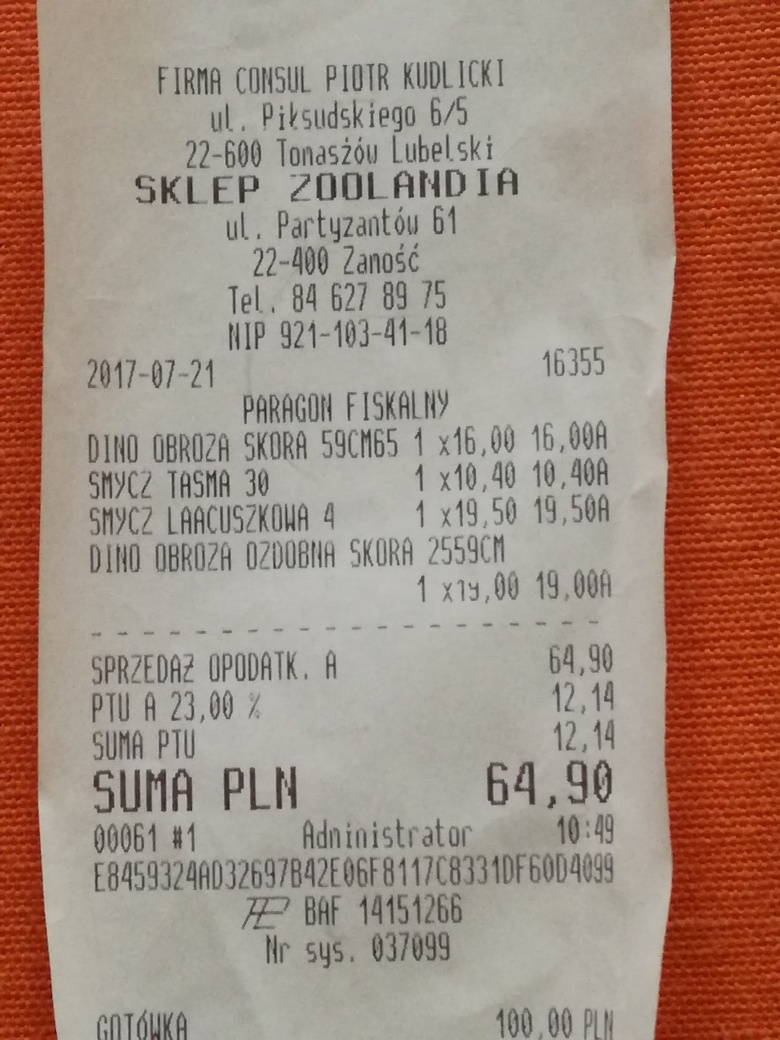 FIRMA CONSUL PIOTR KUDLICKI
ul. Piłsudskiego 6/5
22-600 Tomaszów Lubelski
SKLEP ZOOLANDIA
ul. Partyzantów 61
22-400 Zamość
Tel. 84 627 89 75
NIP 921-103-41-18
2017-07-21 16355
PARAGON FISKALNY
DINO OBROZA SKORA 59CM65 1 x16,00 16,00A
SMYCZ TASMA 30 1 x10,40 10,40A
SMYCZ LAACUSZKOWA 4 1 x19,50 19,50A
DINO OBROZA OZDOBNA SKORA 2559CM
1 x19,00 19,00A
SPRZEDAŻ OPODATK. A 64,90
PTU A 23,00 % 12,14
SUMA PTU 12,14
SUMA PLN 64,90
00061 #1 Administrator 10:49
E8459324AD32697B42E06F8117C8331DF60D4099
BAF 14151266
Nr sys. 037099
GOTÓWKA 100,00 PLN